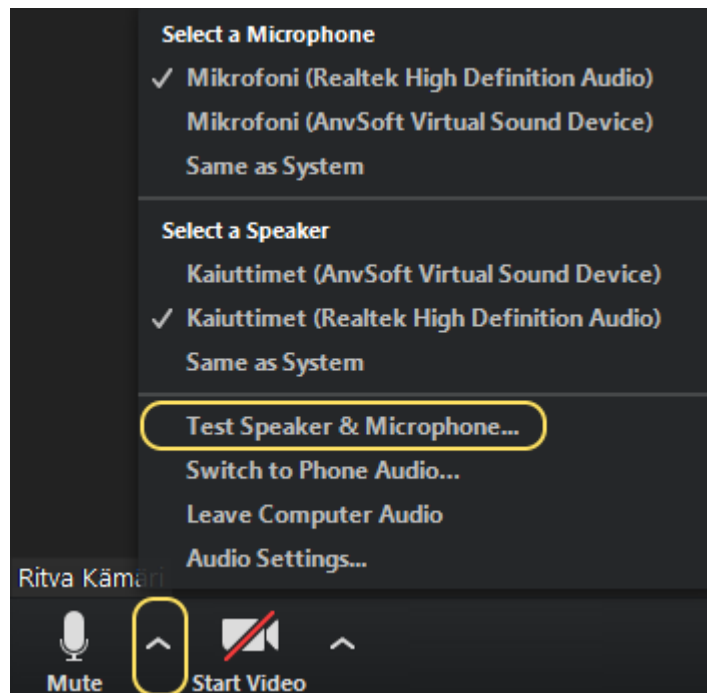 Select a Microphone
✓ Mikrofoni (Realtek High Definition Audio)
Mikrofoni (AnvSoft Virtual Sound Device)
Same as System
Select a Speaker
Kaiuttimet (AnvSoft Virtual Sound Device)
✓ Kaiuttimet (Realtek High Definition Audio)
Same as System
Test Speaker & Microphone...
Switch to Phone Audio...
Leave Computer Audio
Audio Settings...
Ritva Kämäri
Mute Start Video